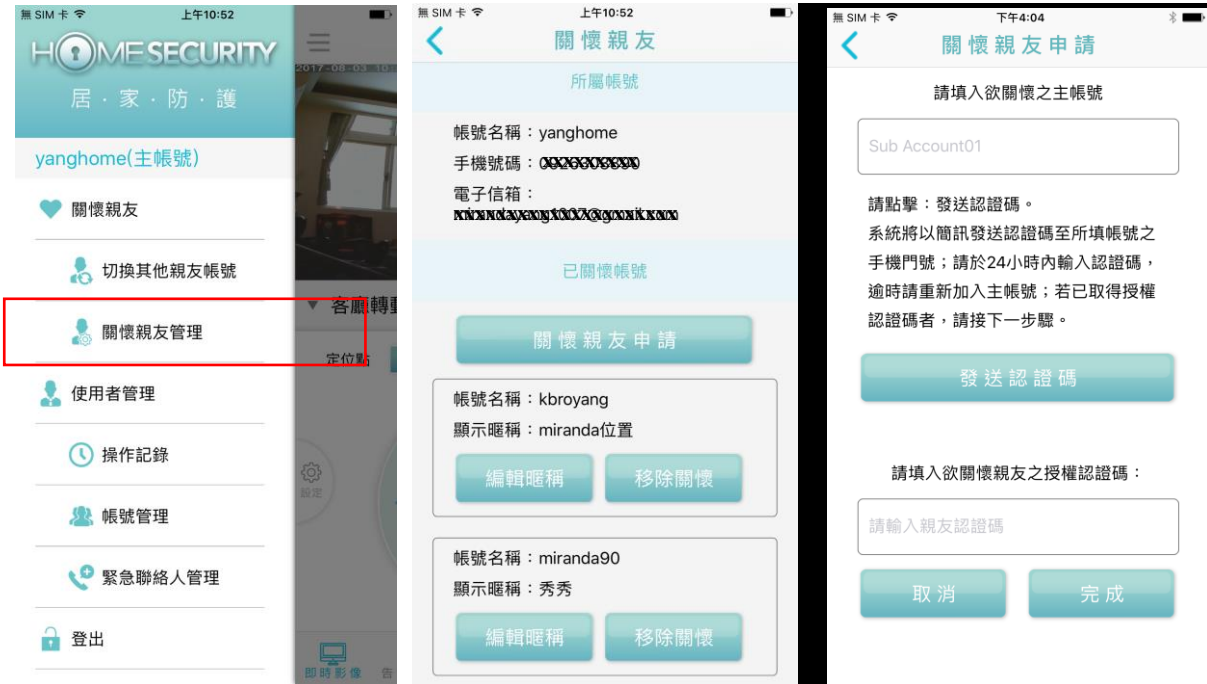 無 SIM 卡
上午10:52
HOME SECURITY
居·家·防·護
yanghome(主帳號)
關懷親友
切換其他親友帳號
關懷親友管理
使用者管理
操作記錄
帳號管理
緊急聯絡人管理
登出
2017-08-03 10
客廳轉動
定位點
設定
即時影像
告
無 SIM 卡
上午10:52
關懷親友
所屬帳號
帳號名稱：yanghome
手機號碼：
電子信箱：
已關懷帳號
關懷親友申請
帳號名稱：kbroyang
顯示暱稱：miranda位置
編輯暱稱
移除關懷
帳號名稱：miranda90
顯示暱稱：秀秀
編輯暱稱
移除關懷
無 SIM 卡
下午4:04
關懷親友申請
請填入欲關懷之主帳號
Sub Account01
請點擊：發送認證碼。
系統將以簡訊發送認證碼至所填帳號之
手機門號；請於24小時內輸入認證碼，
逾時請重新加入主帳號；若已取得授權
認證碼者，請接下一步驟。
發送認證碼
請填入欲關懷親友之授權認證碼：
請輸入親友認證碼
取消
完成